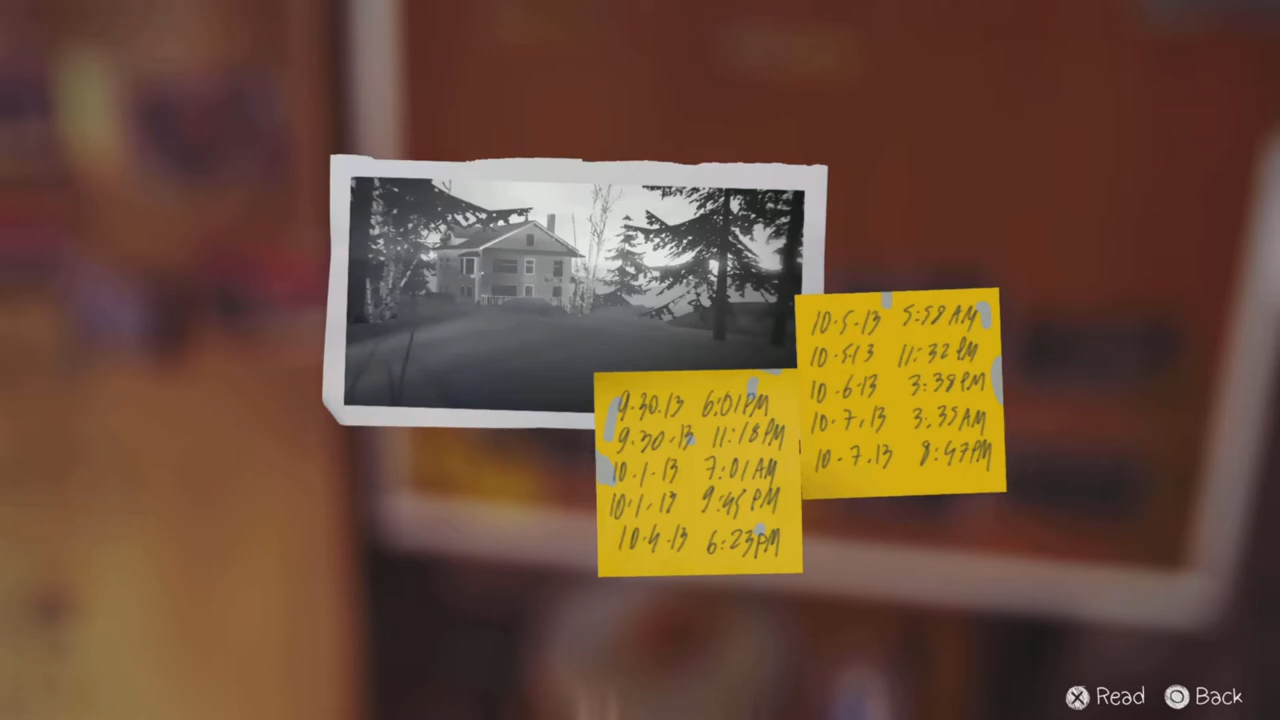 9.30.13 6:01PM
9.30.13 11:18PM
10.1.13 7:01AM
10.1.13 9:45PM
10.4.13 6:23PM
10.5.13 5:58AM
10.513 11:32PM
10.6.13 3:38PM
10.7.13 3:35AM
10.7.13 8:47PM
Read Back